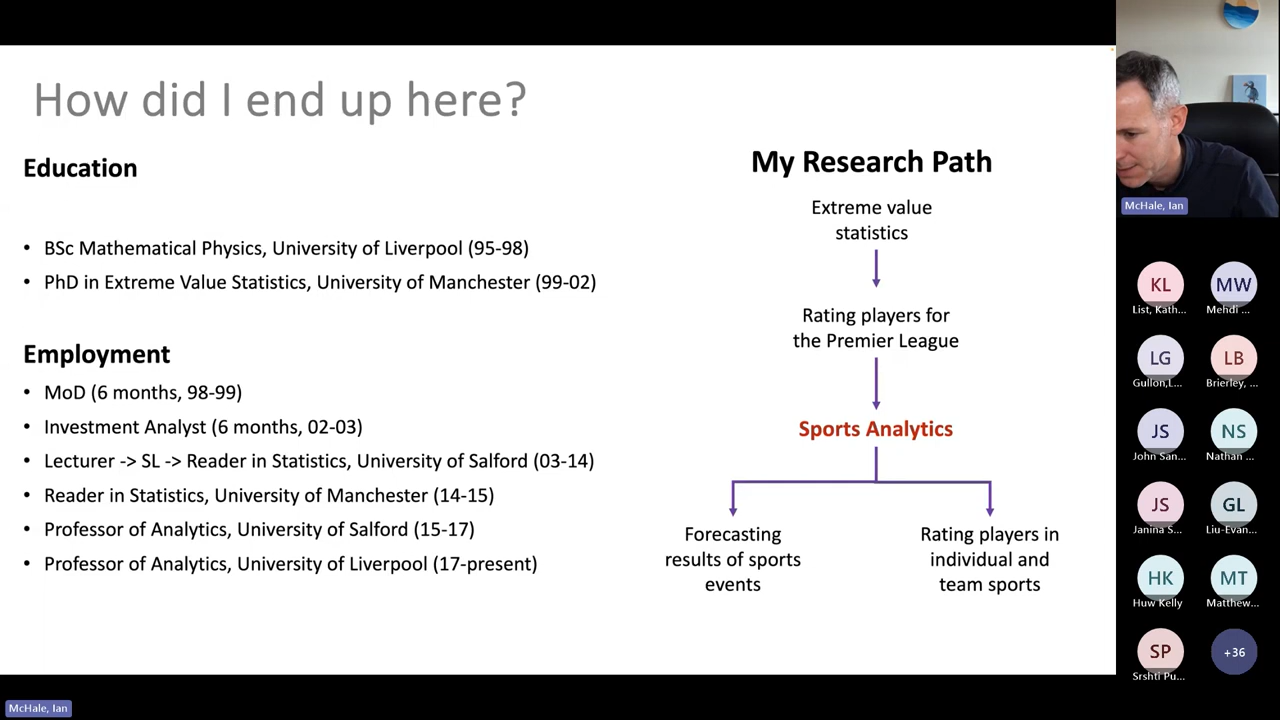 How did I end up here?
Education
• BSc Mathematical Physics, University of Liverpool (95-98)
• PhD in Extreme Value Statistics, University of Manchester (99-02)
Employment
• MoD (6 months, 98-99)
• Investment Analyst (6 months, 02-03)
• Lecturer -> SL -> Reader in Statistics, University of Salford (03-14)
• Reader in Statistics, University of Manchester (14-15)
• Professor of Analytics, University of Salford (15-17)
• Professor of Analytics, University of Liverpool (17-present)
My Research Path
Extreme value
statistics
Rating players for
the Premier League
Sports Analytics
Forecasting
results of sports
events
Rating players in
individual and
team sports
McHale, Ian
KL
List, Kath...
MW
Mehdi ...
LG
Gullon,L...
LB
Brierley, ...
JS
John San...
NS
Nathan ...
JS
Janina S...
GL
Liu-Evan...
HK
Huw Kelly
MT
Matthew...
SP
Srshti Pu...
+36
McHale, Ian